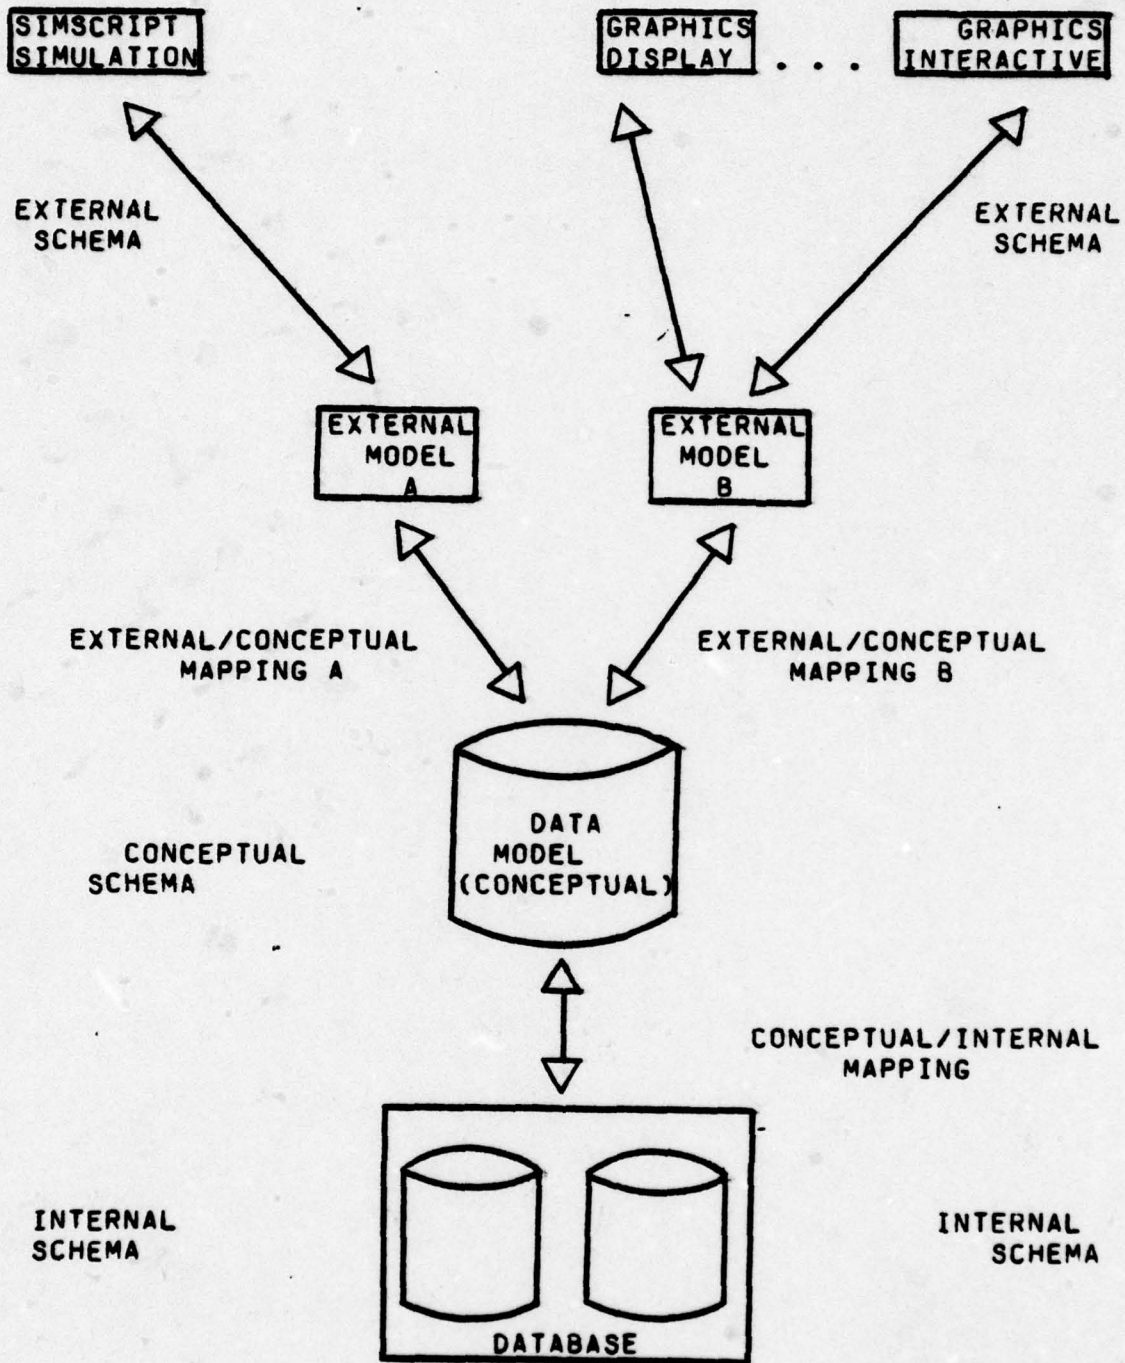 SIMSCRIPT
SIMULATION
GRAPHICS
DISPLAY
. . .
GRAPHICS
INTERACTIVE
EXTERNAL
SCHEMA
EXTERNAL
SCHEMA
EXTERNAL
MODEL
A
EXTERNAL
MODEL
B
EXTERNAL/CONCEPTUAL
MAPPING A
EXTERNAL/CONCEPTUAL
MAPPING B
DATA
MODEL
(CONCEPTUAL)
CONCEPTUAL
SCHEMA
CONCEPTUAL/INTERNAL
MAPPING
INTERNAL
SCHEMA
INTERNAL
SCHEMA
DATABASE